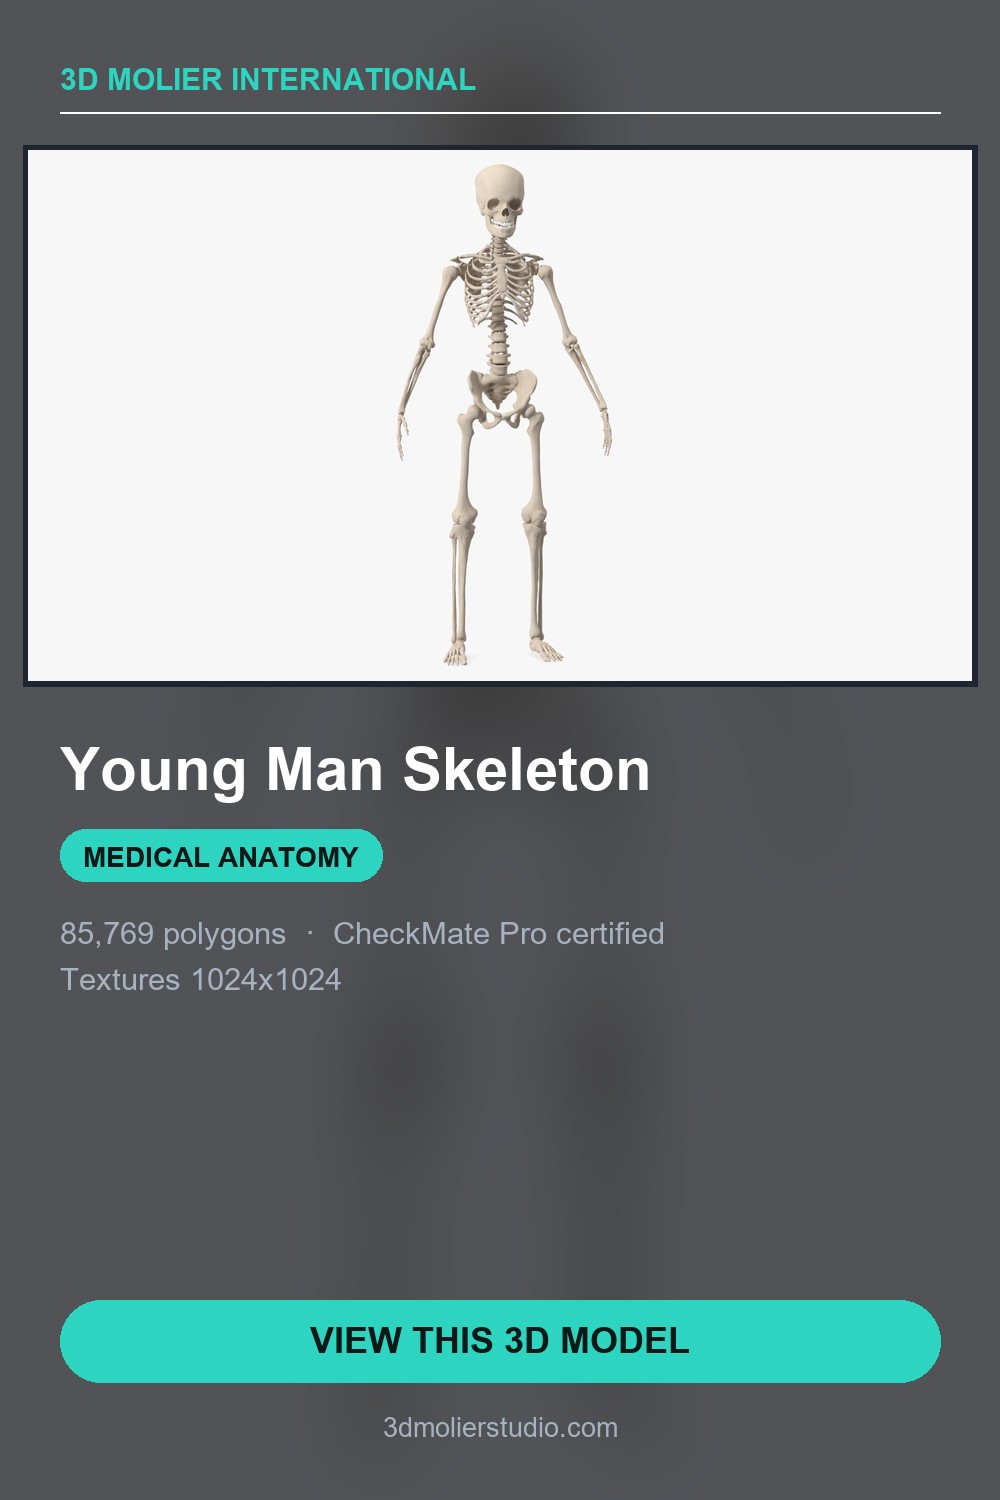 3D MOLIER INTERNATIONAL
Young Man Skeleton
MEDICAL ANATOMY
85,769 polygons · CheckMate Pro certified
Textures 1024x1024
VIEW THIS 3D MODEL
3dmolierstudio.com